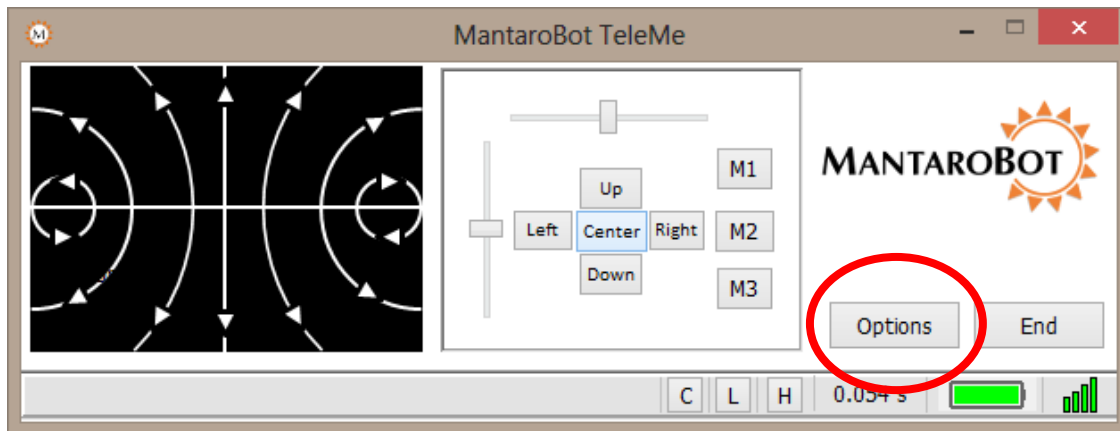 M
MantaroBot TeleMe
MANTAROBOT
M1
Up
Left Center Right M2
Down
M3
Options End
C L H 0.054 s